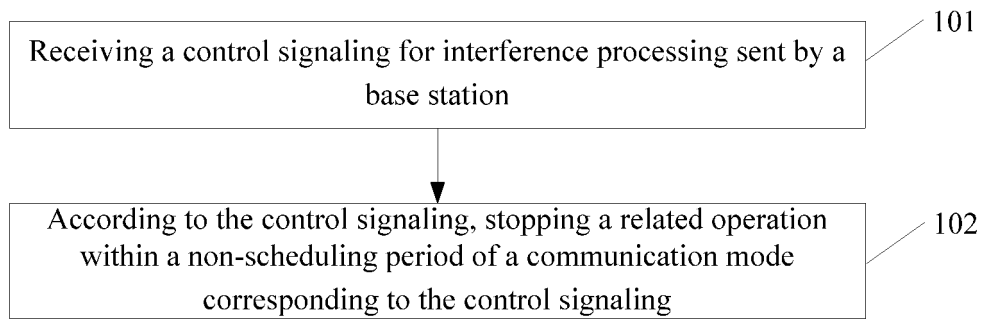 101
Receiving a control signaling for interference processing sent by a
base station
According to the control signaling, stopping a related operation
within a non-scheduling period of a communication mode
corresponding to the control signaling
102